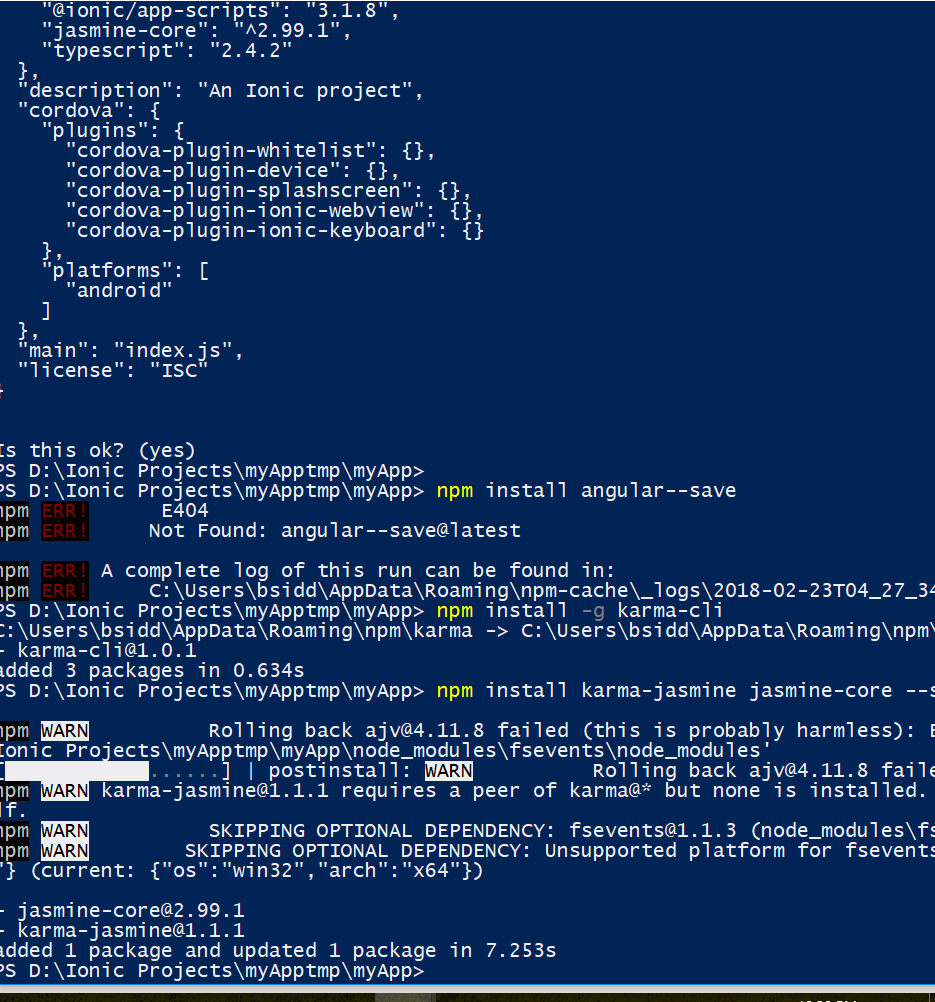 "@ionic/app-scripts": "3.1.8",
"jasmine-core": "^2.99.1",
"typescript": "2.4.2"
},
"description": "An Ionic project",
"cordova": {
"plugins": {
"cordova-plugin-whitelist": {},
"cordova-plugin-device": {},
"cordova-plugin-splashscreen": {},
"cordova-plugin-ionic-webview": {},
"cordova-plugin-ionic-keyboard": {}
},
"platforms": [
"android"
]
},
"main": "index.js",
"license": "ISC"
}
Is this ok? (yes)
PS D:\Ionic Projects\myApptmp\myApp>
PS D:\Ionic Projects\myApptmp\myApp> npm install angular--save
npm ERR! E404
npm ERR! Not Found: angular--save@latest
npm ERR! A complete log of this run can be found in:
npm ERR! C:\Users\bsidd\AppData\Roaming\npm-cache\_logs\2018-02-23T04_27_34
PS D:\Ionic Projects\myApptmp\myApp> npm install -g karma-cli
C:\Users\bsidd\AppData\Roaming\npm\karma -> C:\Users\bsidd\AppData\Roaming\npm\
+ karma-cli@1.0.1
added 3 packages in 0.634s
PS D:\Ionic Projects\myApptmp\myApp> npm install karma-jasmine jasmine-core --s
npm WARN Rolling back ajv@4.11.8 failed (this is probably harmless): E
Ionic Projects\myApptmp\myApp\node_modules\fsevents\node_modules'
[ ......] | postinstall: WARN Rolling back ajv@4.11.8 faile
npm WARN karma-jasmine@1.1.1 requires a peer of karma@* but none is installed.
lf.
npm WARN SKIPPING OPTIONAL DEPENDENCY: fsevents@1.1.3 (node_modules\fs
npm WARN SKIPPING OPTIONAL DEPENDENCY: Unsupported platform for fsevents
"} (current: {"os":"win32","arch":"x64"})
+ jasmine-core@2.99.1
+ karma-jasmine@1.1.1
added 1 package and updated 1 package in 7.253s
PS D:\Ionic Projects\myApptmp\myApp>